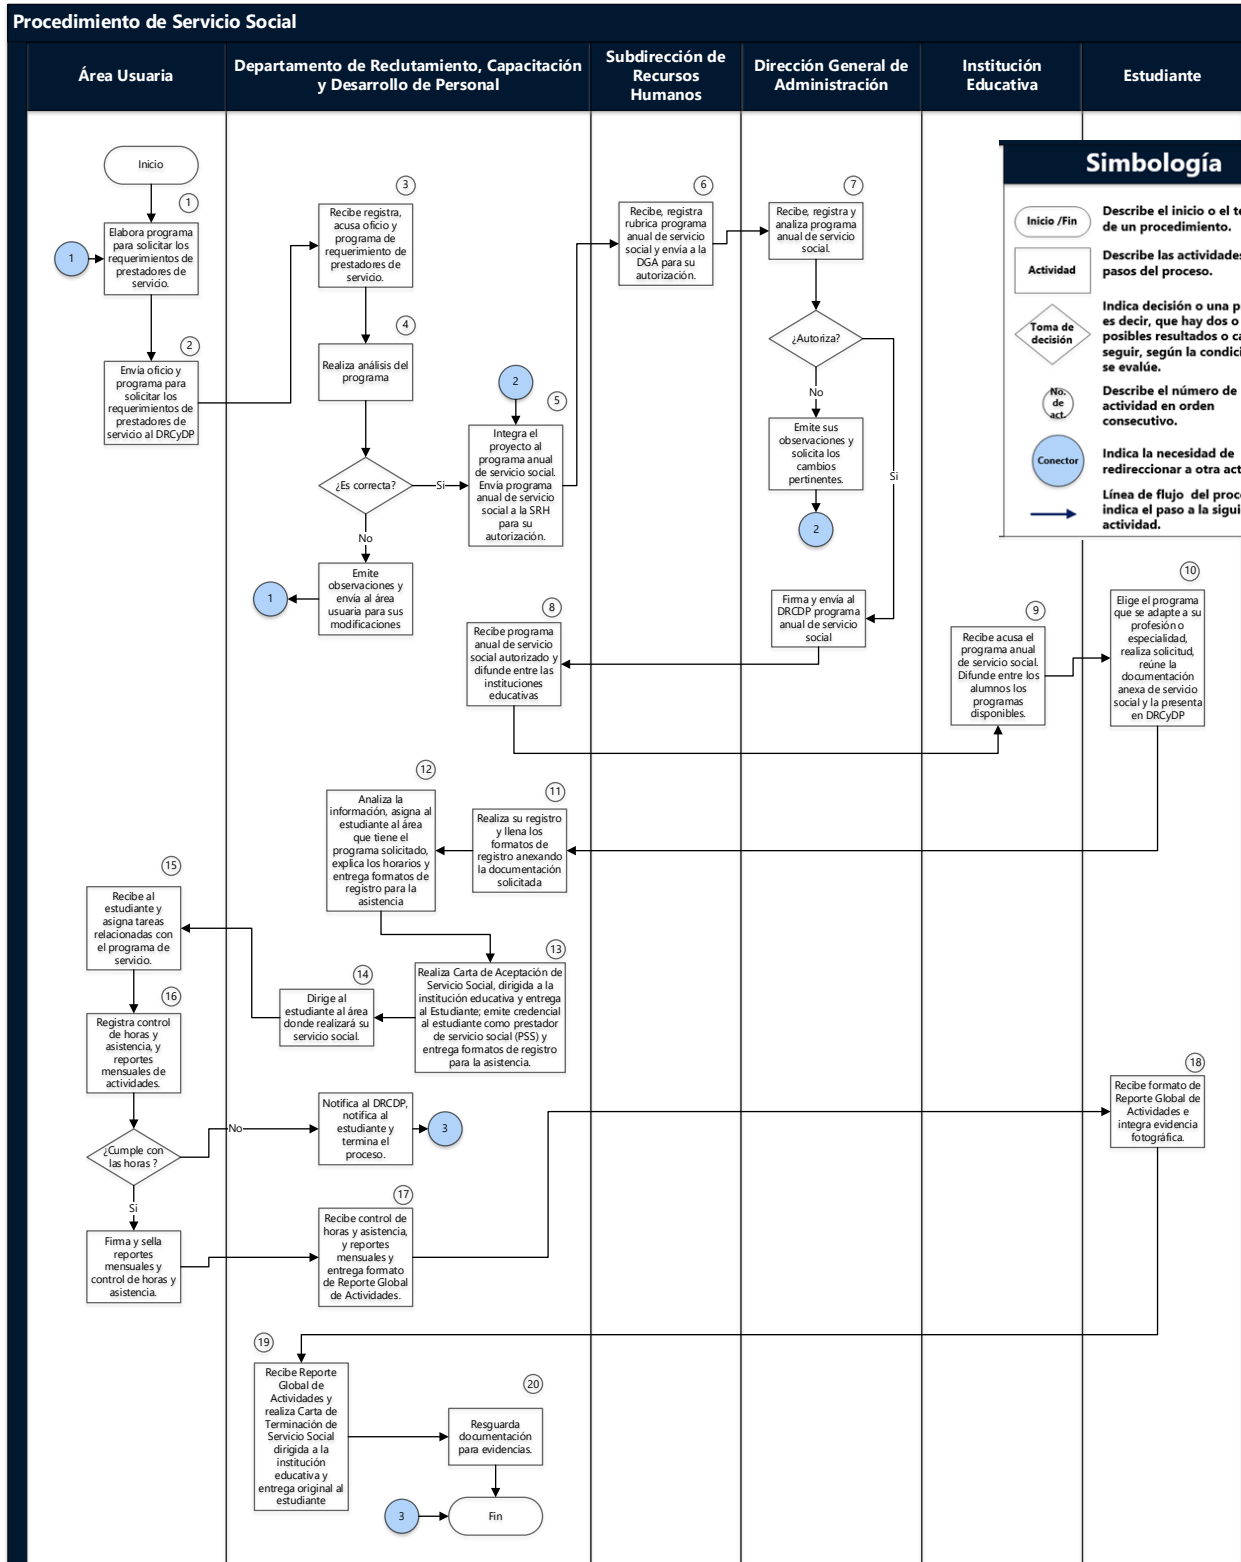 Procedimiento de Servicio Social
Área Usuaria
Departamento de Reclutamiento, Capacitación
y Desarrollo de Personal
Subdirección de
Recursos
Humanos
Dirección General de
Administración
Institución
Educativa
Estudiante
Inicio
1
Elabora programa
para solicitar los
requerimientos de
prestadores de
servicio.
1
2
Envía oficio y
programa para
solicitar los
requerimientos de
prestadores de
servicio al DRCyDP
3
Recibe registra,
acusa oficio y
programa de
requerimiento de
prestadores de
servicio.
4
Realiza análisis del
programa
¿Es correcta?
Si
No
Emite
observaciones y
envía al área
usuaria para sus
modificaciones
1
2
5
Integra el
proyecto al
programa anual
de servicio social.
Envía programa
anual de servicio
social a la SRH
para su
autorización.
6
Recibe, registra
rubrica programa
anual de servicio
social y envía a la
DGA para su
autorización.
7
Recibe, registra y
analiza programa
anual de servicio
social.
¿Autoriza?
No
Si
Emite sus
observaciones y
solicita los
cambios
pertinentes.
2
Firma y envía al
DRCDP programa
anual de servicio
social
Simbología
Inicio /Fin
Describe el inicio o el te
de un procedimiento.
Actividad
Describe las actividades
pasos del proceso.
Toma de
decisión
Indica decisión o una p
es decir, que hay dos o
posibles resultados o ca
seguir, según la condici
se evalúe.
No.
de
act.
Describe el número de
actividad en orden
consecutivo.
Conector
Indica la necesidad de
redireccionar a otra act
Línea de flujo del proce
indica el paso a la sigui
actividad.
8
Recibe programa
anual de servicio
social autorizado y
difunde entre las
instituciones
educativas
9
Recibe acusa el
programa anual
de servicio social.
Difunde entre los
alumnos los
programas
disponibles.
10
Elige el programa
que se adapte a su
profesión o
especialidad,
realiza solicitud,
reúne la
documentación
anexa de servicio
social y la presenta
en DRCyDP
11
Realiza su registro
y llena los
formatos de
registro anexando
la documentación
solicitada
12
Analiza la
información, asigna al
estudiante al área
que tiene el
programa solicitado,
explica los horarios y
entrega formatos de
registro para la
asistencia
13
Realiza Carta de Aceptación de
Servicio Social, dirigida a la
institución educativa y entrega
al Estudiante; emite credencial
al estudiante como prestador
de servicio social (PSS) y
entrega formatos de registro
para la asistencia.
14
Dirige al
estudiante al área
donde realizará su
servicio social.
15
Recibe al
estudiante y
asigna tareas
relacionadas con
el programa de
servicio.
16
Registra control
de horas y
asistencia, y
reportes
mensuales de
actividades.
¿Cumple con
las horas ?
No
Notifica al DRCDP,
notifica al
estudiante y
termina el
proceso.
3
Si
Firma y sella
reportes
mensuales y
control de horas y
asistencia.
17
Recibe control de
horas y asistencia,
y reportes
mensuales y
entrega formato
de Reporte Global
de Actividades.
18
Recibe formato de
Reporte Global de
Actividades e
integra evidencia
fotográfica.
19
Recibe Reporte
Global de
Actividades y
realiza Carta de
Terminación de
Servicio Social
dirigida a la
institución
educativa y
entrega original al
estudiante
20
Resguarda
documentación
para evidencias.
3
Fin